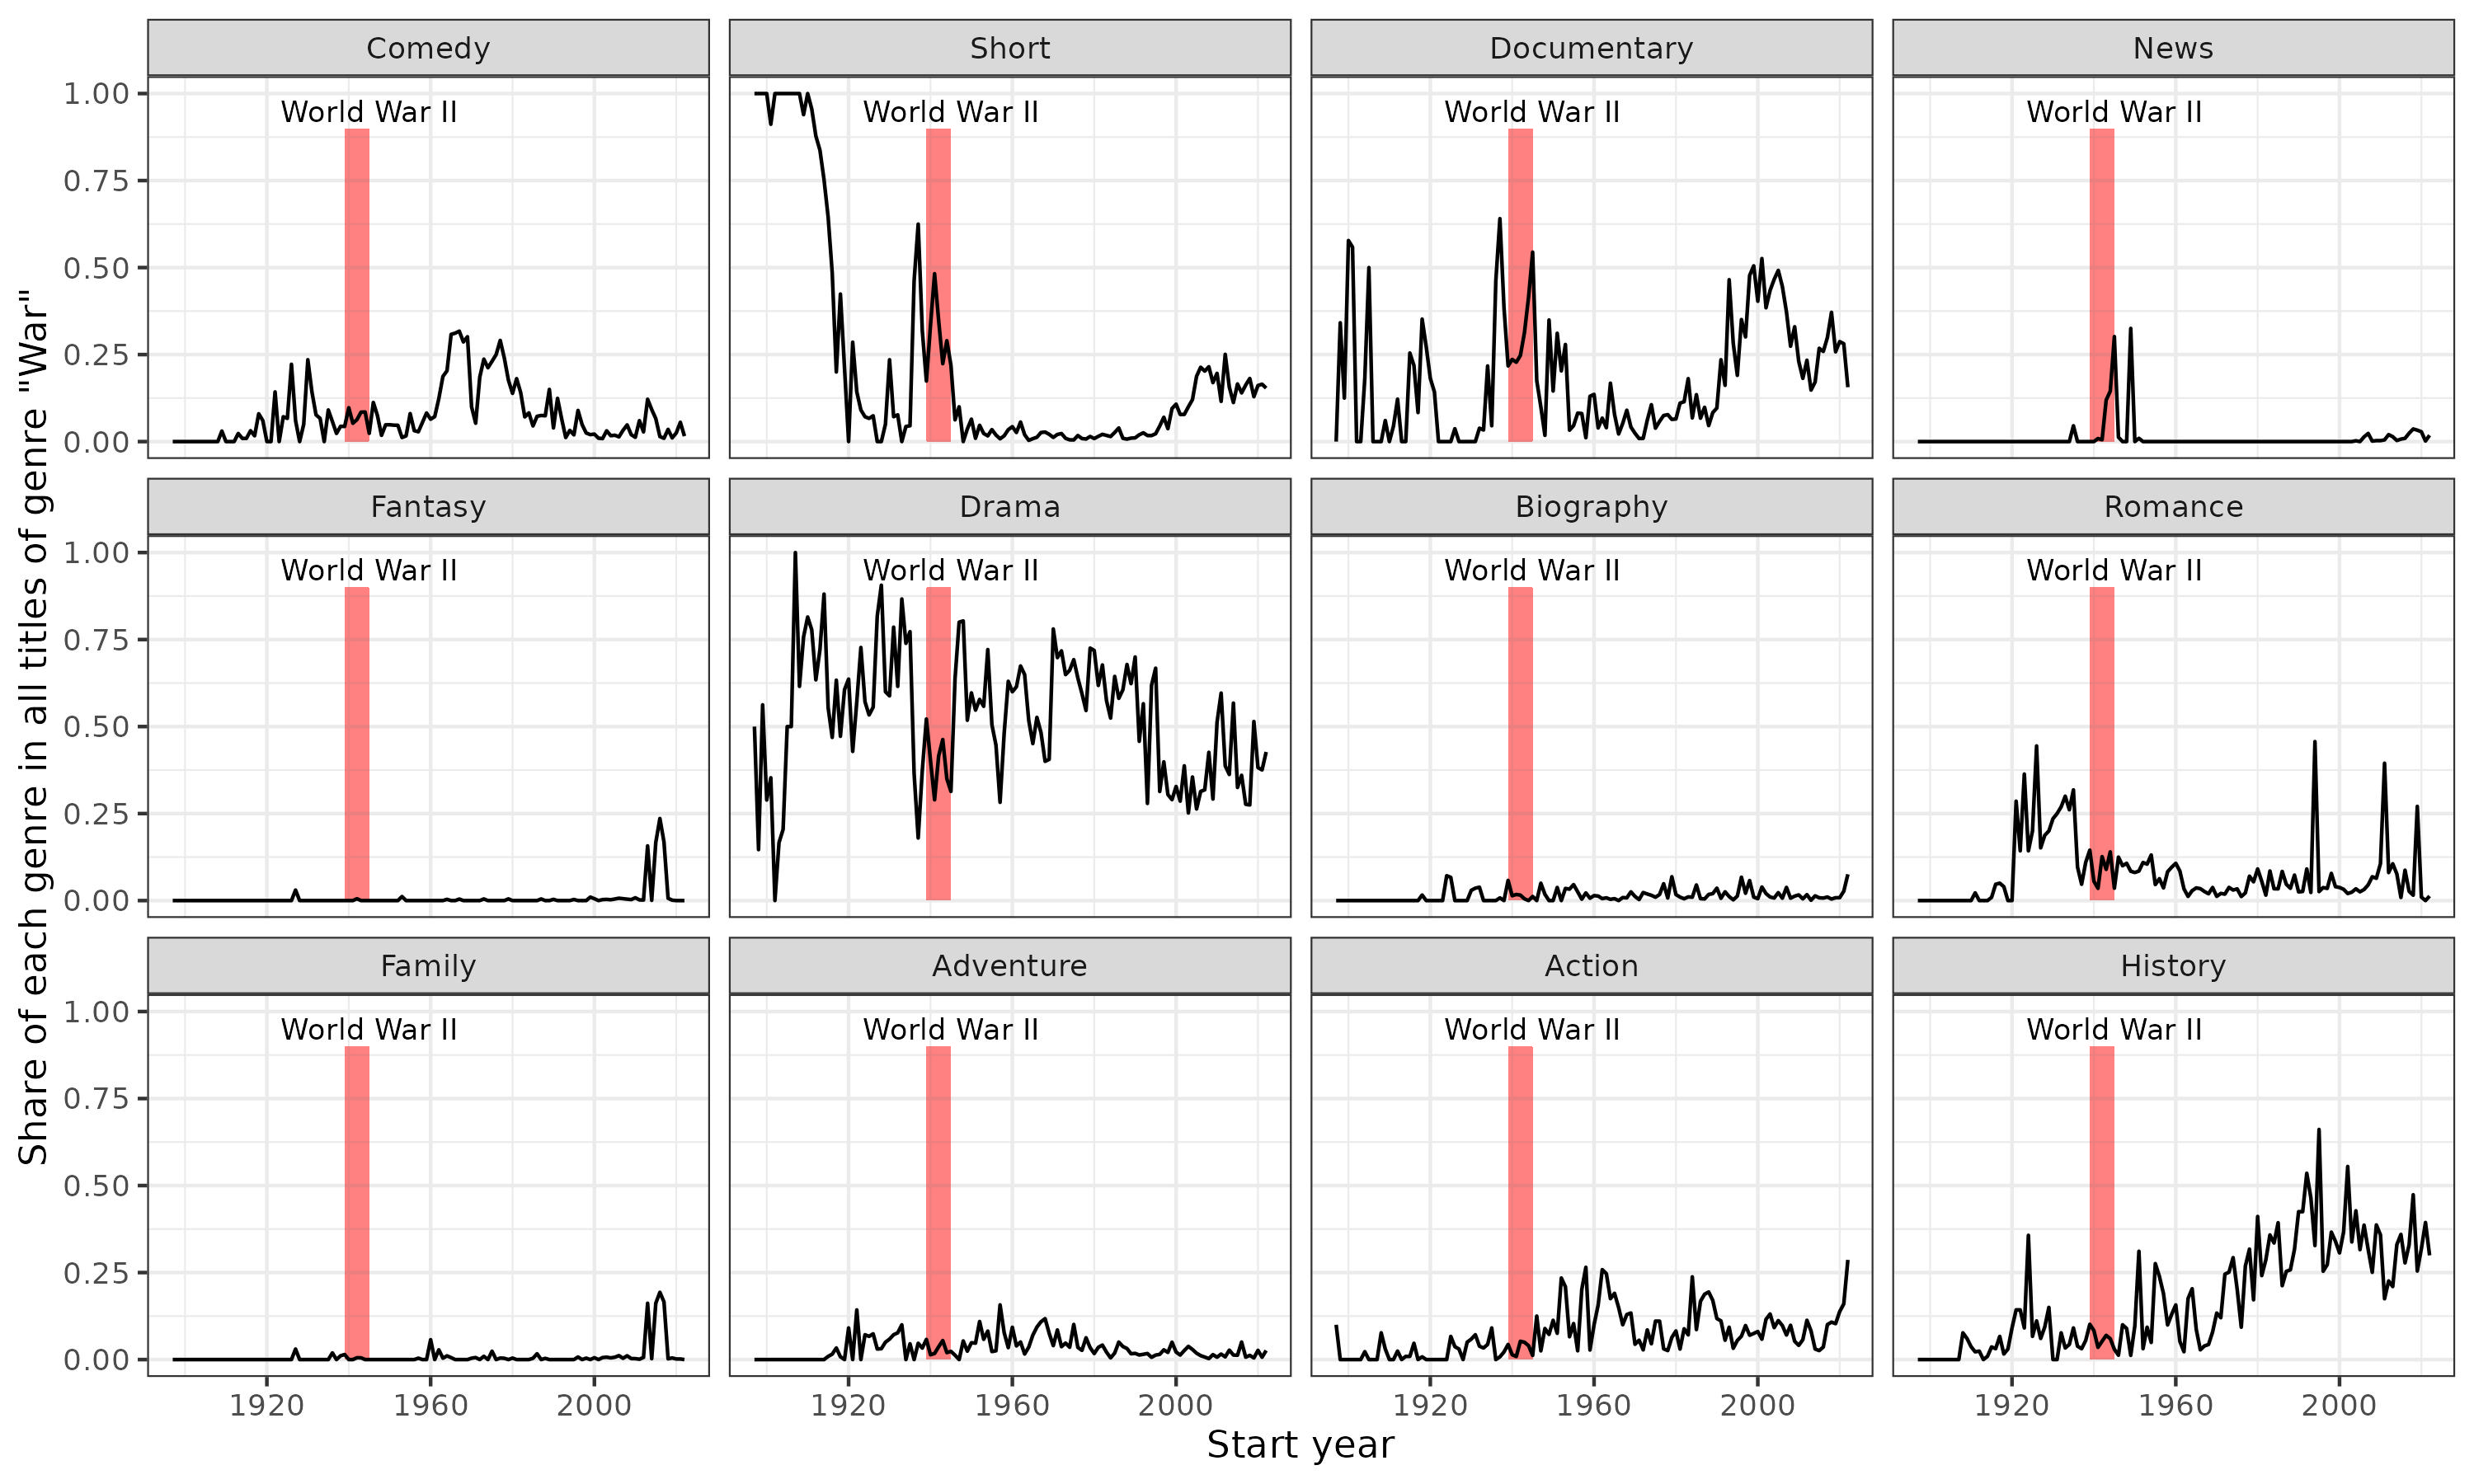 Comedy Short Documentary News
World War II World War II World War II World War II
1.00
0.75
0.50
0.25
0.00
Fantasy Drama Biography Romance
World War II World War II World War II World War II
1.00
0.75
0.50
0.25
0.00
Family Adventure Action History
World War II World War II World War II World War II
1.00
0.75
0.50
0.25
0.00
1920 1960 2000 1920 1960 2000 1920 1960 2000 1920 1960 2000
Start year
Share of each genre in all titles of genre "War"